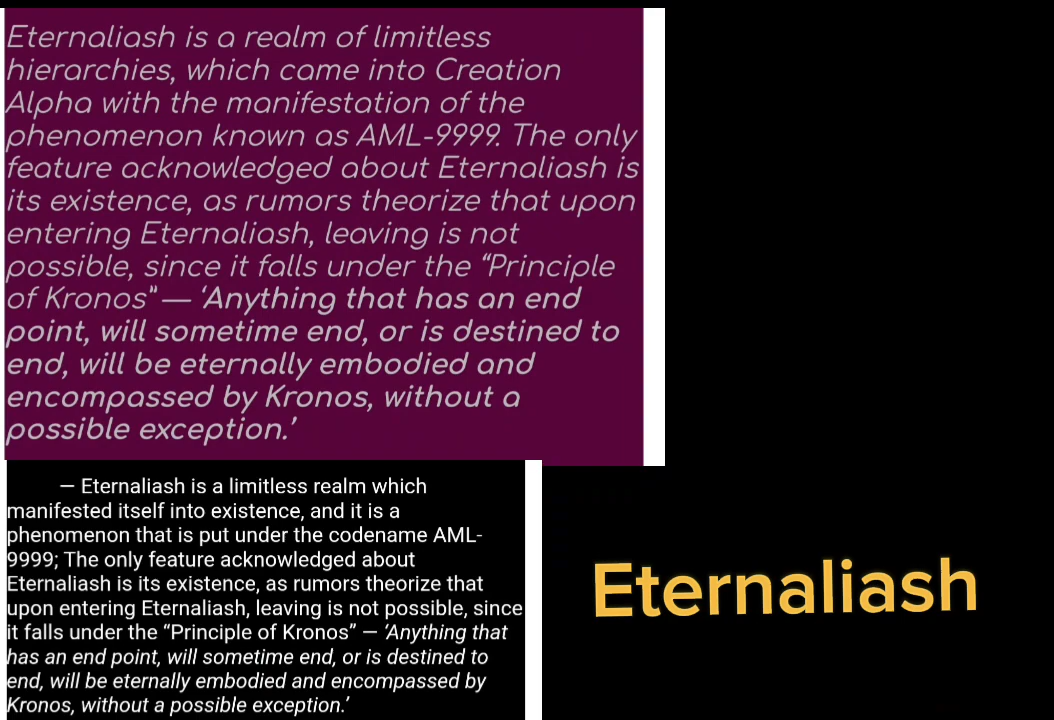 Eternaliash is a realm of limitless
hierarchies, which came into Creation
Alpha with the manifestation of the
phenomenon known as AML-9999. The only
feature acknowledged about Eternaliash is
its existence, as rumors theorize that upon
entering Eternaliash, leaving is not
possible, since it falls under the “Principle
of Kronos” — ‘Anything that has an end
point, will sometime end, or is destined to
end, will be eternally embodied and
encompassed by Kronos, without a
possible exception.’
— Eternaliash is a limitless realm which
manifested itself into existence, and it is a
phenomenon that is put under the codename AML-
9999; The only feature acknowledged about
Eternaliash is its existence, as rumors theorize that
upon entering Eternaliash, leaving is not possible, since
it falls under the “Principle of Kronos” — ‘Anything that
has an end point, will sometime end, or is destined to
end, will be eternally embodied and encompassed by
Kronos, without a possible exception.’
Eternaliash